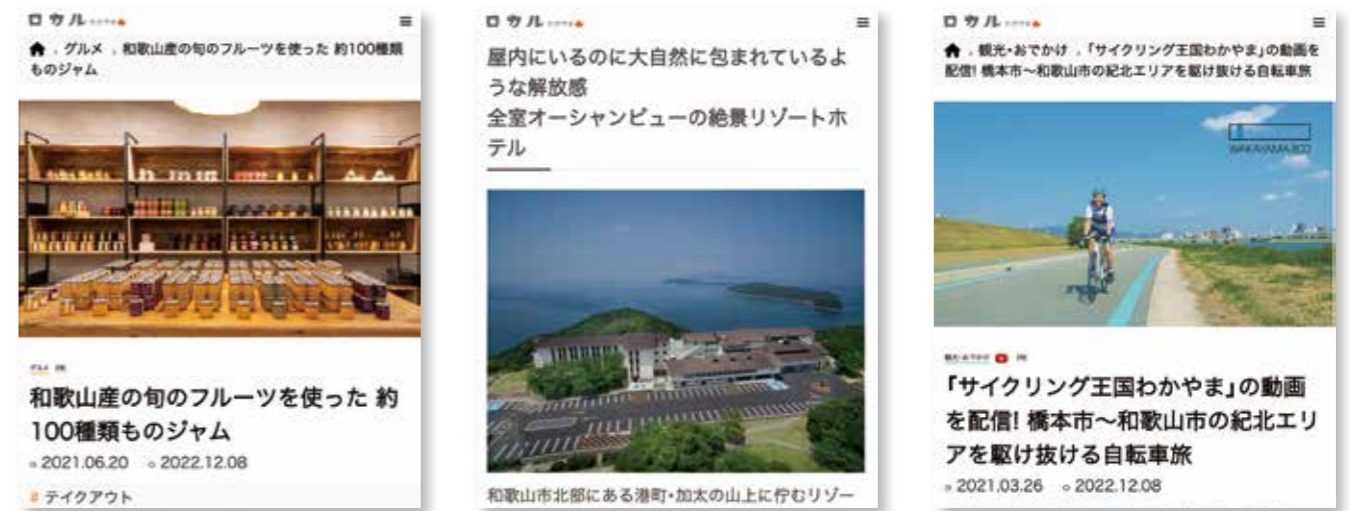 ロカル
グルメ 和歌山産の旬のフルーツを使った 約100種類
ものジャム
グルメ PR
和歌山産の旬のフルーツを使った 約
100種類ものジャム
2021.06.20 2022.12.08
# テイクアウト
ロカル
屋内にいるのに大自然に包まれているよ
うな解放感
全室オーシャンビューの絶景リゾートホ
テル
和歌山市北部にある港町・加太の山上に佇むリゾー
ロカル
観光・おでかけ 「サイクリング王国わかやま」の動画を
配信! 橋本市〜和歌山市の紀北エリアを駆け抜ける自転車旅
WAKAYAMA 800
観光・おでかけ PR
「サイクリング王国わかやま」の動画
を配信! 橋本市〜和歌山市の紀北エリ
アを駆け抜ける自転車旅
2021.03.26 2022.12.08